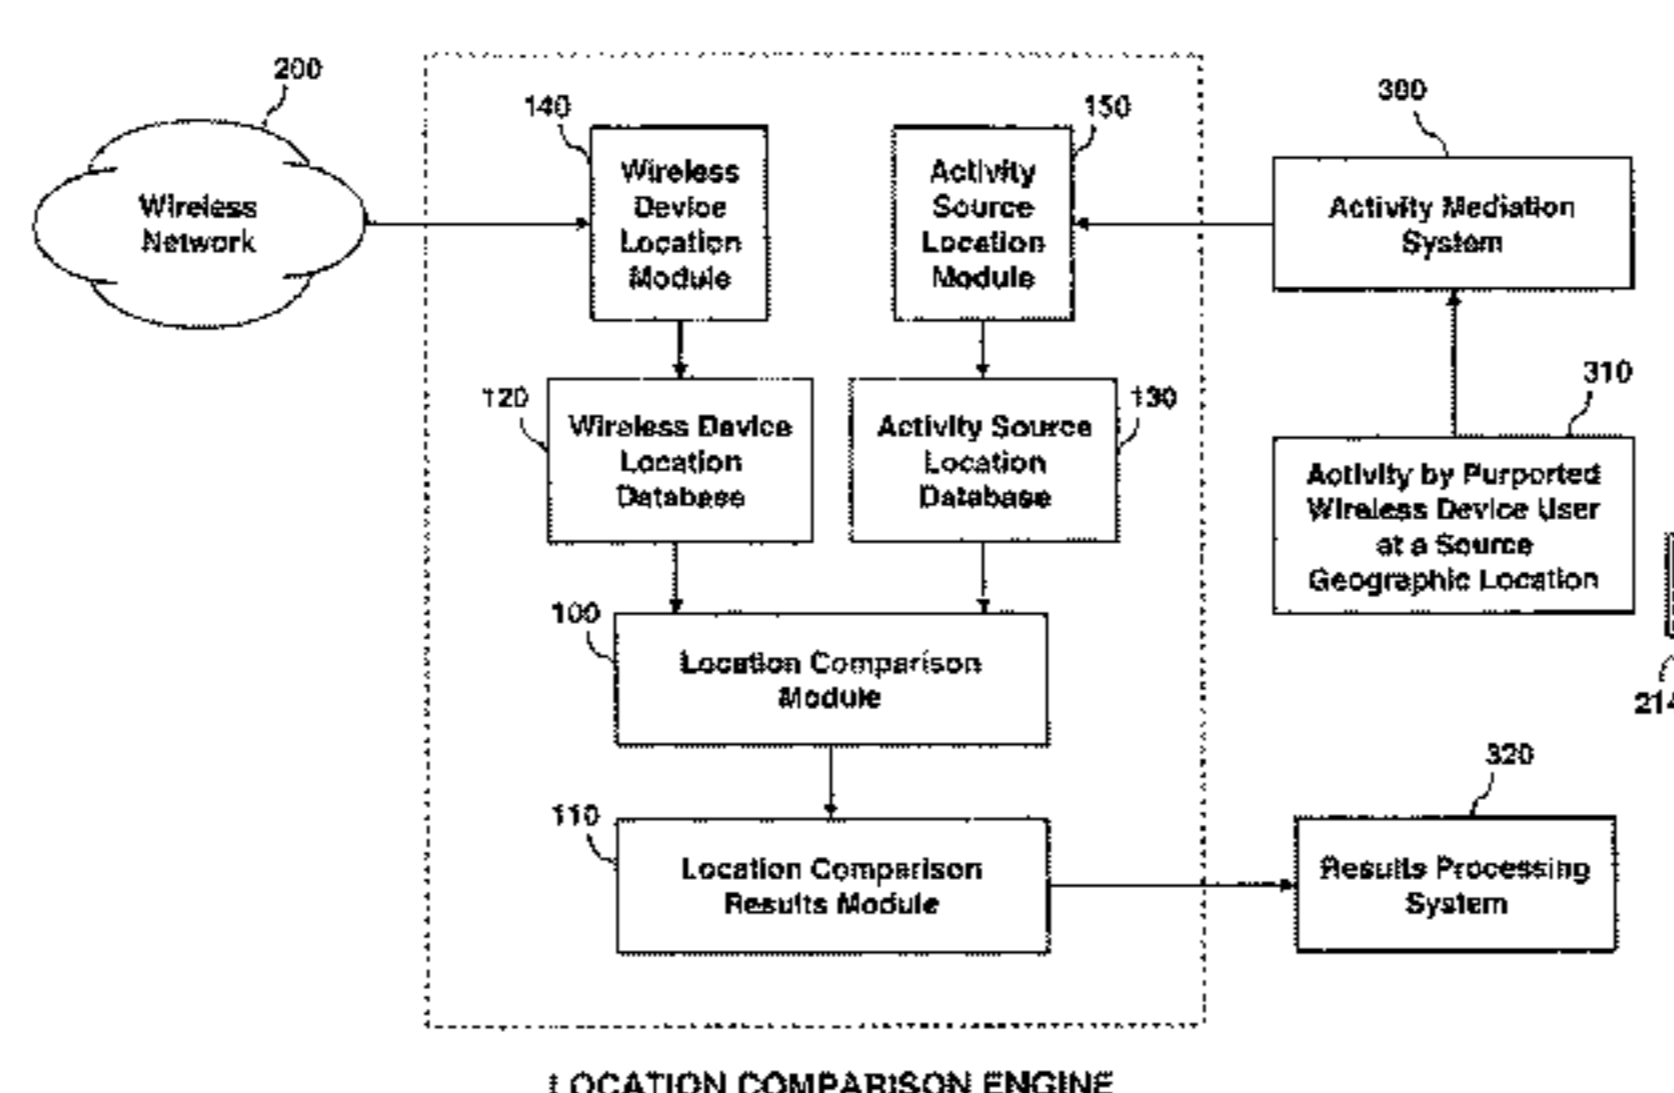 200
140
150
300
Wireless
Network
Wireless
Device
Location
Module
Activity
Source
Location
Module
Activity Mediation
System
120
130
310
Wireless Device
Location
Database
Activity Source
Location
Database
Activity by Purported
Wireless Device User
at a Source
Geographic Location
100
Location Comparison
Module
214
320
110
Location Comparison
Results Module
Results Processing
System
LOCATION COMPARISON ENGINE